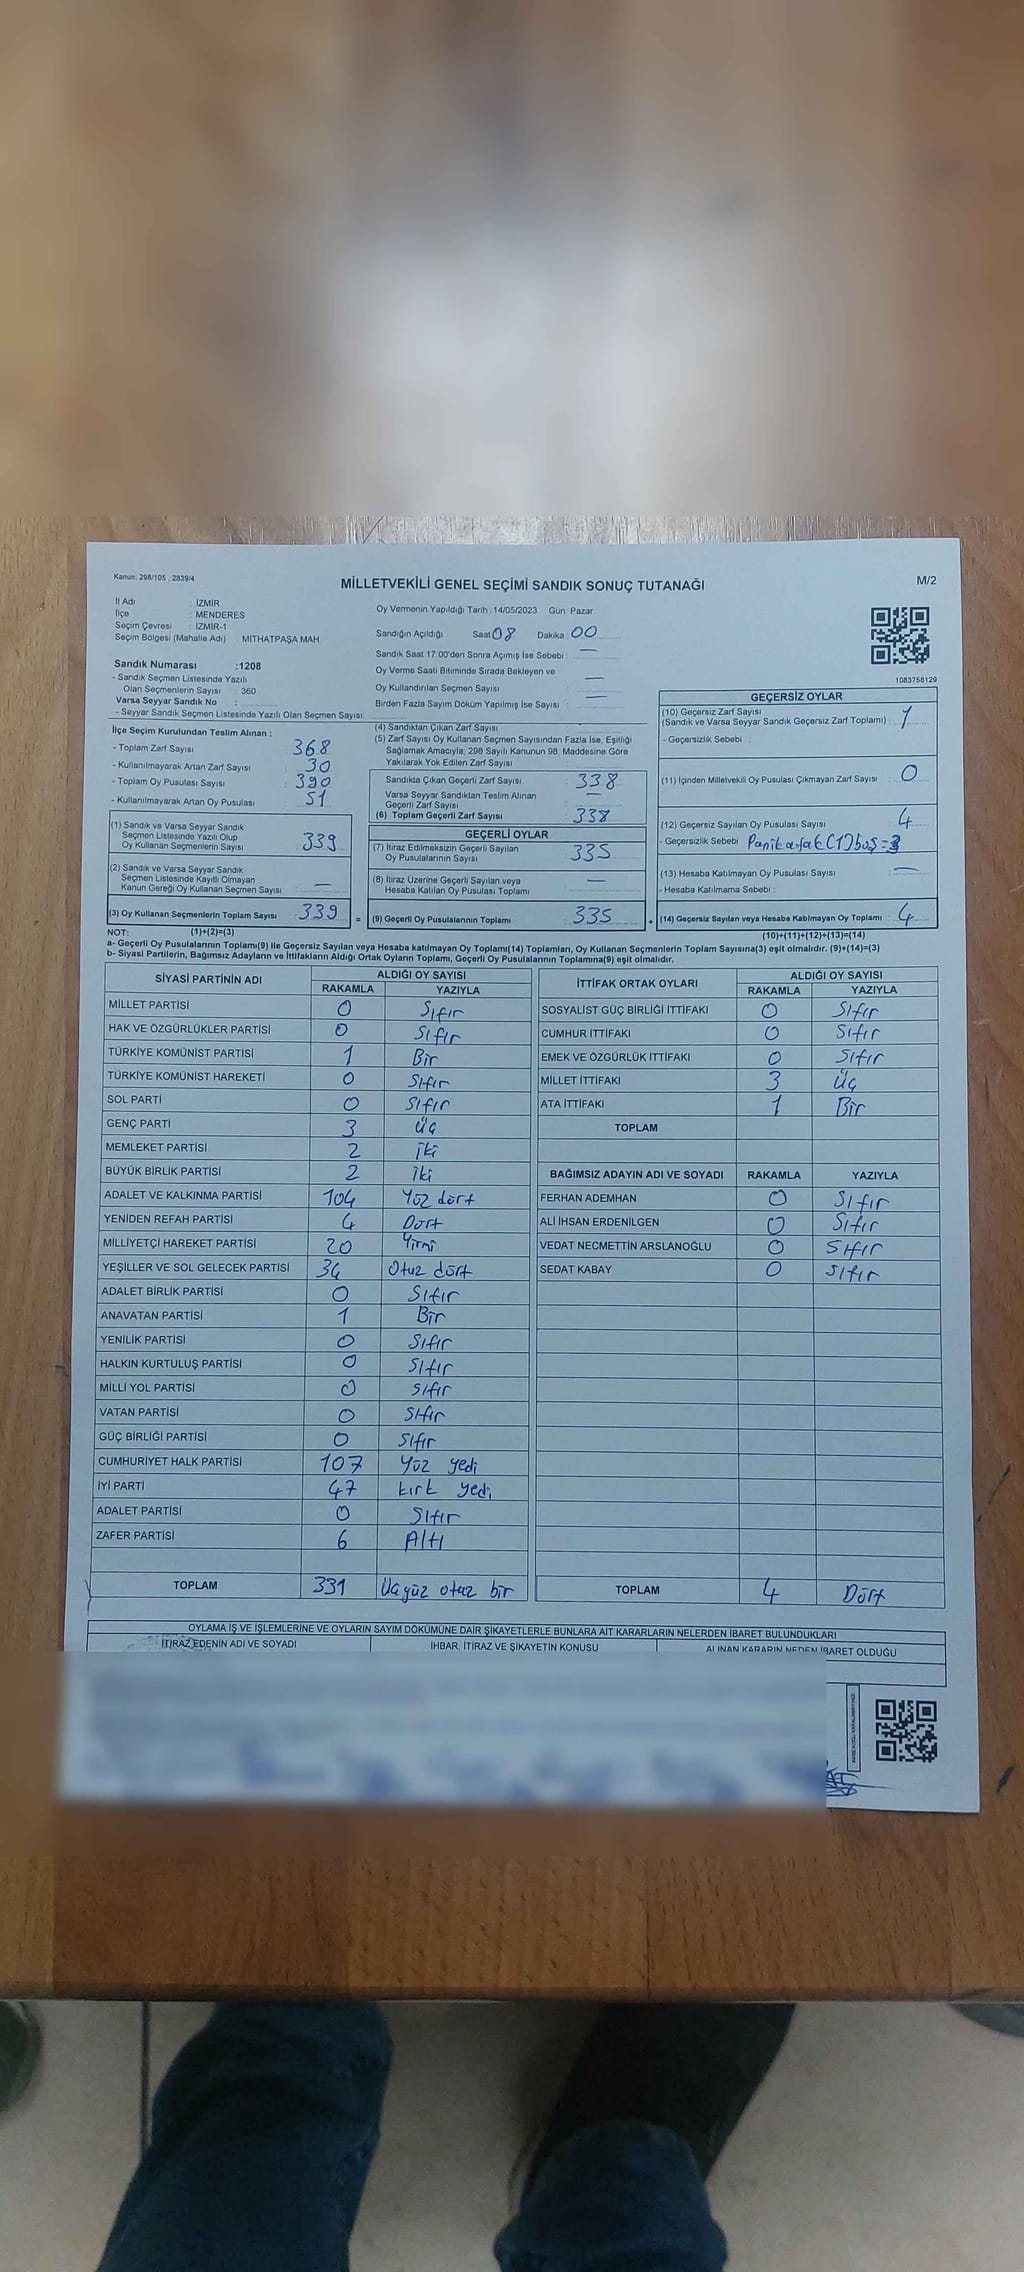 Kanun: 298/105 , 2839/4
MİLLETVEKİLİ GENEL SEÇİMİ SANDIK SONUÇ TUTANAĞI
M/2
İl Adı : İZMİR
İlçe : MENDERES
Seçim Çevresi : İZMİR-1
Seçim Bölgesi (Mahalle Adı) MİTHATPAŞA MAH.
Sandık Numarası :1208
- Sandık Seçmen Listesinde Yazılı
Olan Seçmenlerin Sayısı : 360
Varsa Seyyar Sandık No :
- Seyyar Sandık Seçmen Listesinde Yazılı Olan Seçmen Sayısı:
Oy Vermenin Yapıldığı Tarih :14/05/2023 Gün: Pazar
Sandığın Açıldığı Saat 08 Dakika : 00
Sandık Saat 17.00'den Sonra Açımış İse Sebebi : —
Oy Verme Saati Bitiminde Sırada Bekleyen ve
Oy Kullandırılan Seçmen Sayısı : —
Birden Fazla Sayım Döküm Yapılmış İse Sayısı : —
1083758129
İlçe Seçim Kurulundan Teslim Alınan ;
- Toplam Zarf Sayısı : 368
- Kullanılmayarak Artan Zarf Sayısı : 30
- Toplam Oy Pusulası Sayısı : 390
- Kullanılmayarak Artan Oy Pusulası : 51
(1) Sandık ve Varsa Seyyar Sandık
Seçmen Listesinde Yazılı Olup
Oy Kullanan Seçmenlerin Sayısı : 339
(2) Sandık ve Varsa Seyyar Sandık
Seçmen Listesinde Kayıtlı Olmayan
Kanun Gereği Oy Kullanan Seçmen Sayısı : —
(3) Oy Kullanan Seçmenlerin Toplam Sayısı : 339
(4) Sandıktan Çıkan Zarf Sayısı :
(5) Zarf Sayısı Oy Kullanan Seçmen Sayısından Fazla İse, Eşitliği
Sağlamak Amacıyla, 298 Sayılı Kanunun 98. Maddesine Göre
Yakılarak Yok Edilen Zarf Sayısı :
Sandıkta Çıkan Geçerli Zarf Sayısı : 338
Varsa Seyyar Sandıktan Teslim Alınan —
Geçerli Zarf Sayısı :
(6) Toplam Geçerli Zarf Sayısı : 338
GEÇERLİ OYLAR
(7) İtiraz Edilmeksizin Geçerli Sayılan
Oy Pusulalarının Sayısı : 335
(8) İtiraz Üzerine Geçerli Sayılan veya
Hesaba Katılan Oy Pusulası Toplamı : —
= (9) Geçerli Oy Pusulalarının Toplamı : 335
GEÇERSİZ OYLAR
(10) Geçersiz Zarf Sayısı
(Sandık ve Varsa Seyyar Sandık Geçersiz Zarf Toplamı) : 1
- Geçersizlik Sebebi :
(11) İçinden Milletvekili Oy Pusulası Çıkmayan Zarf Sayısı : 0
(12) Geçersiz Sayılan Oy Pusulası Sayısı : 4
- Geçersizlik Sebebi (1) boş =3
(13) Hesaba Katılmayan Oy Pusulası Sayısı : —
- Hesaba Katılmama Sebebi :
+ (14) Geçersiz Sayılan veya Hesaba Katılmayan Oy Toplamı : 4
NOT: (1)+(2)=(3)
(10)+(11)+(12)+(13)=(14)
a- Geçerli Oy Pusulalarının Toplamı(9) ile Geçersiz Sayılan veya Hesaba katılmayan Oy Toplamı(14) Toplamları, Oy Kullanan Seçmenlerin Toplam Sayısına(3) eşit olmalıdır. (9)+(14)=(3)
b- Siyasi Partilerin, Bağımsız Adayların ve İttifakların Aldığı Ortak Oyların Toplamı, Geçerli Oy Pusulalarının Toplamına(9) eşit olmalıdır.
SİYASİ PARTİNİN ADI ALDIĞI OY SAYISI
RAKAMLA YAZIYLA
MİLLET PARTİSİ 0 Sıfır
HAK VE ÖZGÜRLÜKLER PARTİSİ 0 Sıfır
TÜRKİYE KOMÜNİST PARTİSİ 1 Bir
TÜRKİYE KOMÜNİST HAREKETİ 0 Sıfır
SOL PARTİ 0 Sıfır
GENÇ PARTİ 3 üç
MEMLEKET PARTİSİ 2 iki
BÜYÜK BİRLİK PARTİSİ 2 iki
ADALET VE KALKINMA PARTİSİ 104 Yüz dört
YENİDEN REFAH PARTİSİ 4 Dört
MİLLİYETÇİ HAREKET PARTİSİ 20 Yirmi
YEŞİLLER VE SOL GELECEK PARTİSİ 34 Otuz dört
ADALET BİRLİK PARTİSİ 0 Sıfır
ANAVATAN PARTİSİ 1 Bir
YENİLİK PARTİSİ 0 Sıfır
HALKIN KURTULUŞ PARTİSİ 0 Sıfır
MİLLİ YOL PARTİSİ 0 Sıfır
VATAN PARTİSİ 0 Sıfır
GÜÇ BİRLİĞİ PARTİSİ 0 Sıfır
CUMHURİYET HALK PARTİSİ 107 Yüz yedi
İYİ PARTİ 47 kırk yedi
ADALET PARTİSİ 0 Sıfır
ZAFER PARTİSİ 6 Altı
TOPLAM 331 Üçyüz otuz bir
İTTİFAK ORTAK OYLARI ALDIĞI OY SAYISI
RAKAMLA YAZIYLA
SOSYALİST GÜÇ BİRLİĞİ İTTİFAKI 0 Sıfır
CUMHUR İTTİFAKI 0 Sıfır
EMEK VE ÖZGÜRLÜK İTTİFAKI 0 Sıfır
MİLLET İTTİFAKI 3 Üç
ATA İTTİFAKI 1 Bir
TOPLAM
BAĞIMSIZ ADAYIN ADI VE SOYADI RAKAMLA YAZIYLA
FERHAN ADEMHAN 0 Sıfır
ALİ İHSAN ERDENİLGEN 0 Sıfır
VEDAT NECMETTİN ARSLANOĞLU 0 Sıfır
SEDAT KABAY 0 Sıfır
TOPLAM 4 Dört
OYLAMA İŞ VE İŞLEMLERİNE VE OYLARIN SAYIM DÖKÜMÜNE DAİR ŞİKAYETLERLE BUNLARA AİT KARARLARIN NELERDEN İBARET BULUNDUKLARI
İTİRAZ EDENİN ADI VE SOYADI İHBAR, İTİRAZ VE ŞİKAYETİN KONUSU ALINAN KARARIN NEDEN İBARET OLDUĞU